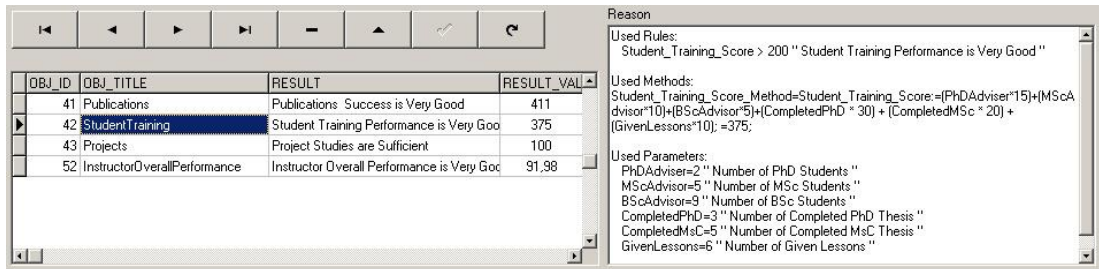 Reason
OBJ_ID OBJ_TITLE RESULT RESULT_VAL
41 Publications Publications Success is Very Good 411
42 StudentTraining Student Training Performance is Very Goo 375
43 Projects Project Studies are Sufficient 100
52 InstructorOverallPerformance Instructor Overall Performance is Very Goo 91,98
Used Rules:
Student_Training_Score > 200 " Student Training Performance is Very Good "
Used Methods:
Student_Training_Score_Method=Student_Training_Score:=(PhDAdviser*15)+(MScA
dvisor*10)+(BScAdvisor*5)+(CompletedPhD * 30) + (CompletedMSc * 20) +
(GivenLessons*10); =375;
Used Parameters:
PhDAdviser=2 " Number of PhD Students "
MScAdvisor=5 " Number of MSc Students "
BScAdvisor=9 " Number of BSc Students "
CompletedPhD=3 " Number of Completed PhD Thesis "
CompletedMsC=5 " Number of Completed MsC Thesis "
GivenLessons=6 " Number of Given Lessons "